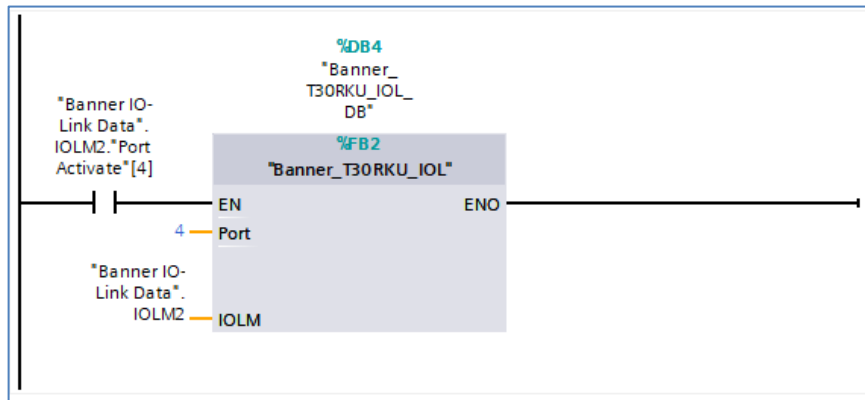 %DB4
"Banner_
T30RKU_IOL_
DB"
"Banner IO-
Link Data".
IOLM2."Port
Activate"[4]
%FB2
"Banner_T30RKU_IOL"
EN
ENO
4
Port
"Banner IO-
Link Data".
IOLM2
IOLM